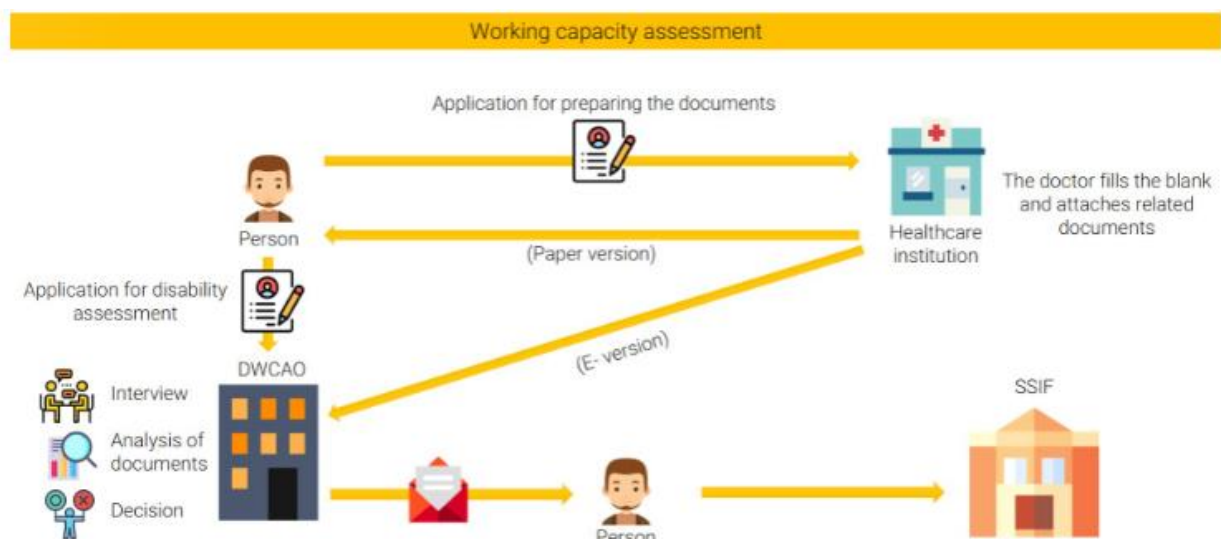 Working capacity assessment
Application for preparing the documents
The doctor fills the blank
and attaches related
documents
Person
Healthcare
institution
(Paper version)
Application for disability
assessment
(E- version)
DWCAO
SSIF
Interview
Analysis of
documents
Decision
Person